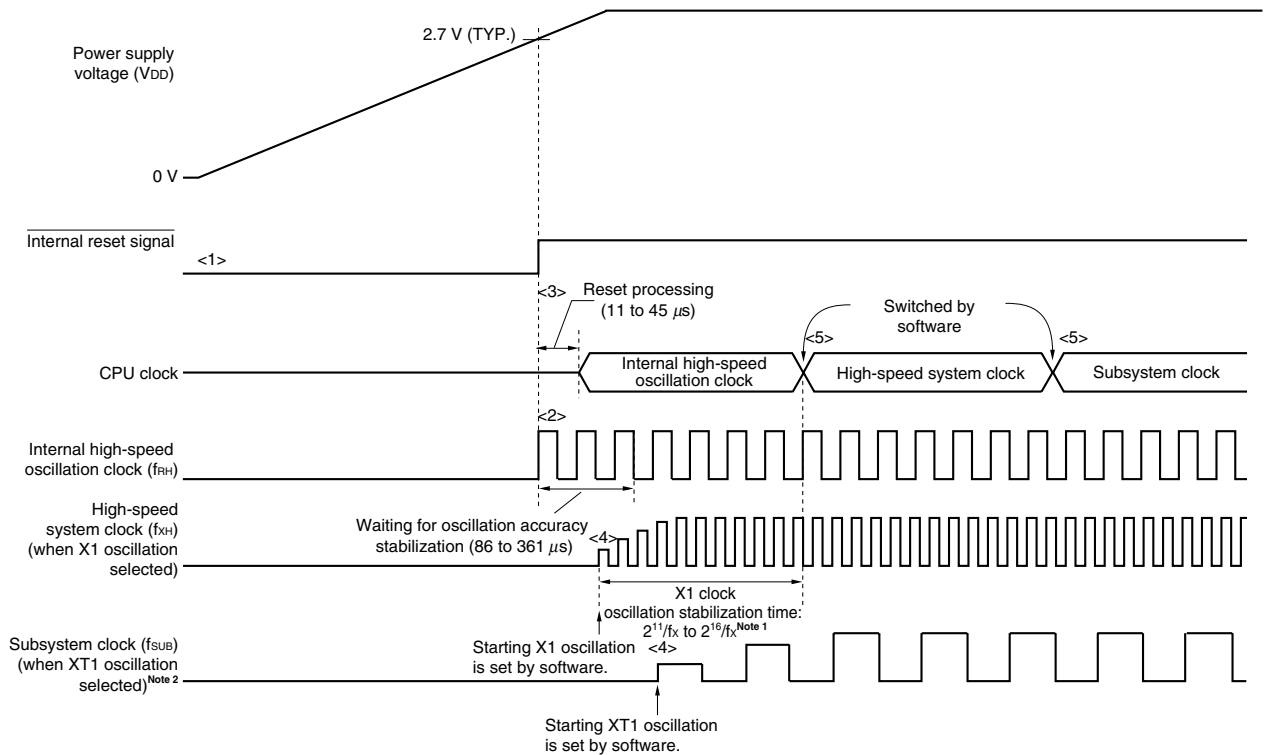 2.7 V (TYP.)
Power supply
voltage (VDD)
0 V
Internal reset signal
<1>
<3>
Reset processing
(11 to 45 μs)
Switched by
software
<5>
<5>
CPU clock
Internal high-speed
oscillation clock
High-speed system clock
Subsystem clock
<2>
Internal high-speed
oscillation clock (fRH)
High-speed
system clock (fXH)
(when X1 oscillation
selected)
Waiting for oscillation accuracy
stabilization (86 to 361 μs)
<4>
X1 clock
oscillation stabilization time:
2^11/fX to 2^16/fX Note 1
Starting X1 oscillation
is set by software.
<4>
Subsystem clock (fSUB)
(when XT1 oscillation
selected) Note 2
Starting XT1 oscillation
is set by software.